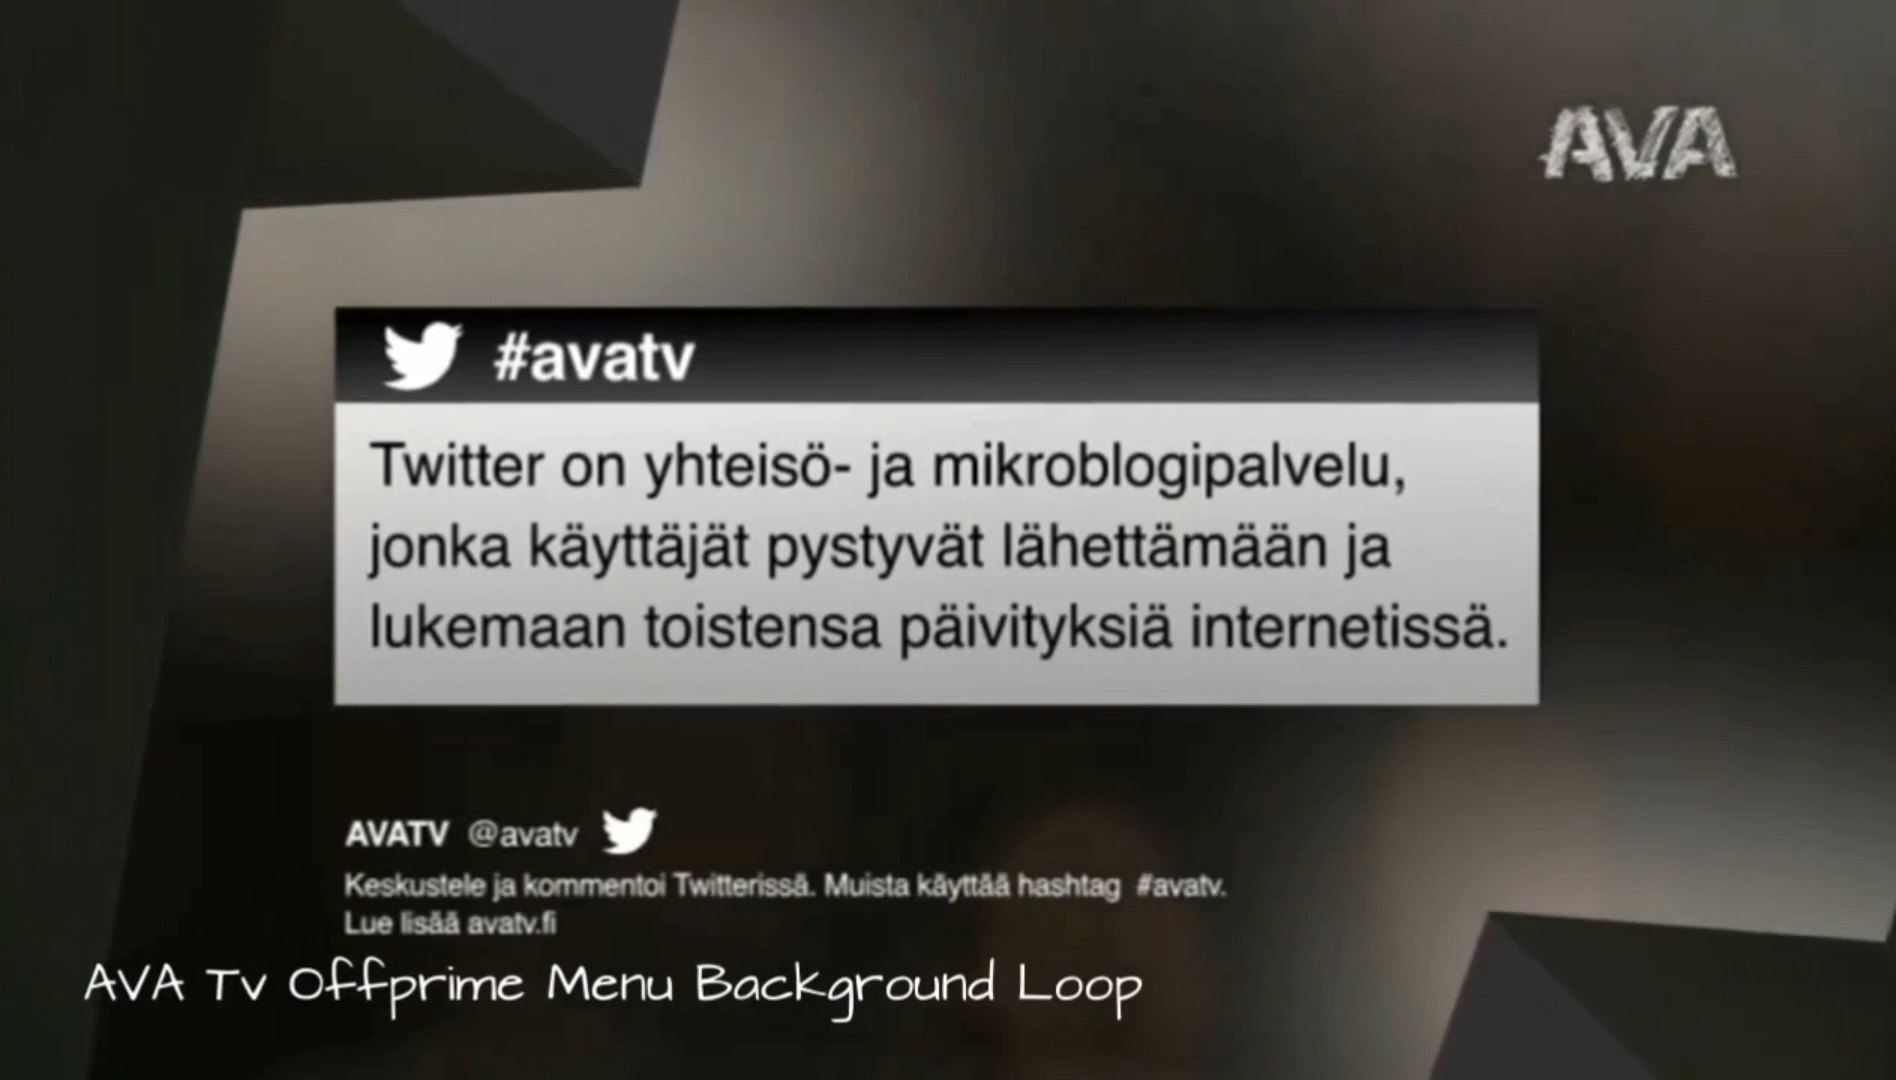 AVA
#avatv
Twitter on yhteisö- ja mikroblogipalvelu,
jonka käyttäjät pystyvät lähettämään ja
lukemaan toistensa päivityksiä internetissä.
AVATV @avatv
Keskustele ja kommentoi Twitterissä. Muista käyttää hashtag #avatv.
Lue lisää avatv.fi
AVA Tv Offprime Menu Background Loop